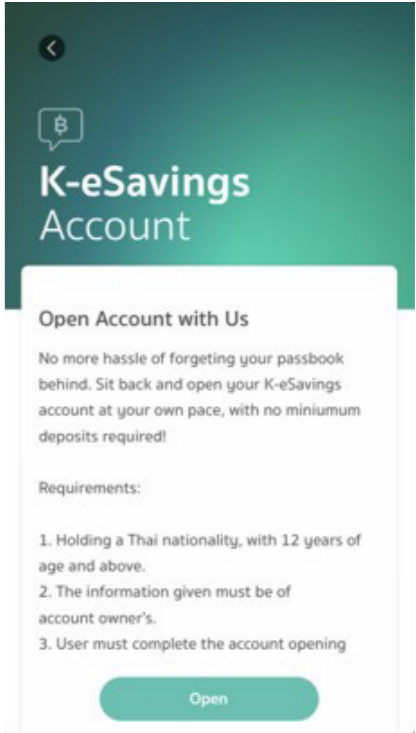 ฿
K-eSavings
Account
Open Account with Us
No more hassle of forgeting your passbook
behind. Sit back and open your K-eSavings
account at your own pace, with no miniumum
deposits required!
Requirements:
1. Holding a Thai nationality, with 12 years of
age and above.
2. The information given must be of
account owner's.
3. User must complete the account opening
Open